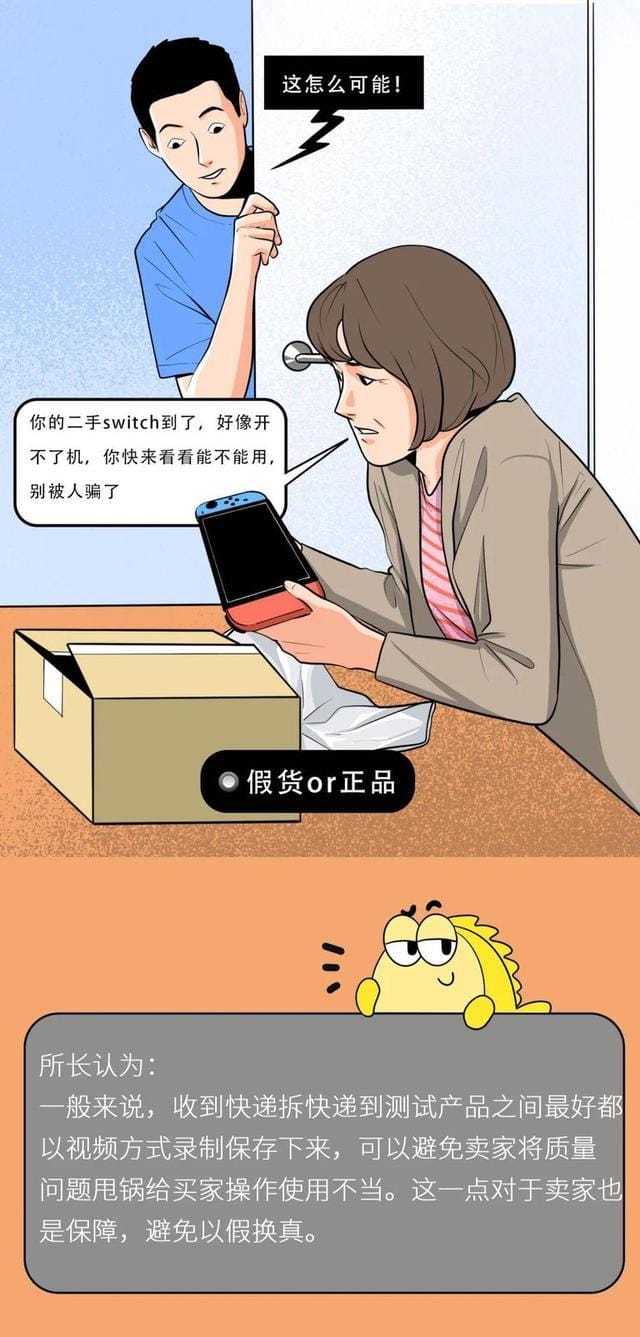 这怎么可能!
你的二手switch到了，好像开
不了机，你快来看看能不能用，
别被人骗了
假货or正品
所长认为：
一般来说，收到快递拆快递到测试产品之间最好都
以视频方式录制保存下来，可以避免卖家将质量
问题甩锅给买家操作使用不当。这一点对于卖家也
是保障，避免以假换真。